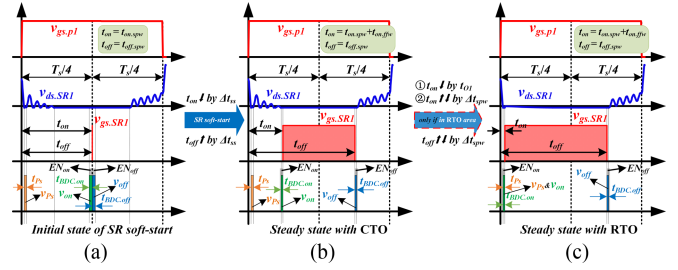 v_gs.p1
t_on = t_on.spw
t_off = t_off.spw
T_s/4
T_s/4
v_ds.SR1
v_gs.SR1
t_on
t_off
EN_on
EN_off
t_Ps
t_BDC.on
v_off
v_Ps
v_on
t_BDC.off
Initial state of SR soft-start
(a)
t_on ↓ by Δt_ss
SR soft-start
t_off ↑ by Δt_ss
v_gs.p1
t_on = t_on.spw + t_on.ffw
t_off = t_off.spw
T_s/4
T_s/4
v_gs.SR1
t_on
t_off
EN_on
EN_off
t_Ps
t_BDC.on
v_off
v_Ps
v_on
t_BDC.off
Steady state with CTO
(b)
①t_on ↓ by t_O1
②t_on ↑↓ by Δt_spw
only if in RTO area
t_off ↑↓ by Δt_spw
v_gs.p1
t_on = t_on.spw + t_on.ffw
t_off = t_off.spw
T_s/4
T_s/4
v_gs.SR1
t_on
t_off
EN_on
EN_off
t_Ps
v_off
v_Ps & v_on
t_BDC.on
t_BDC.off
Steady state with RTO
(c)